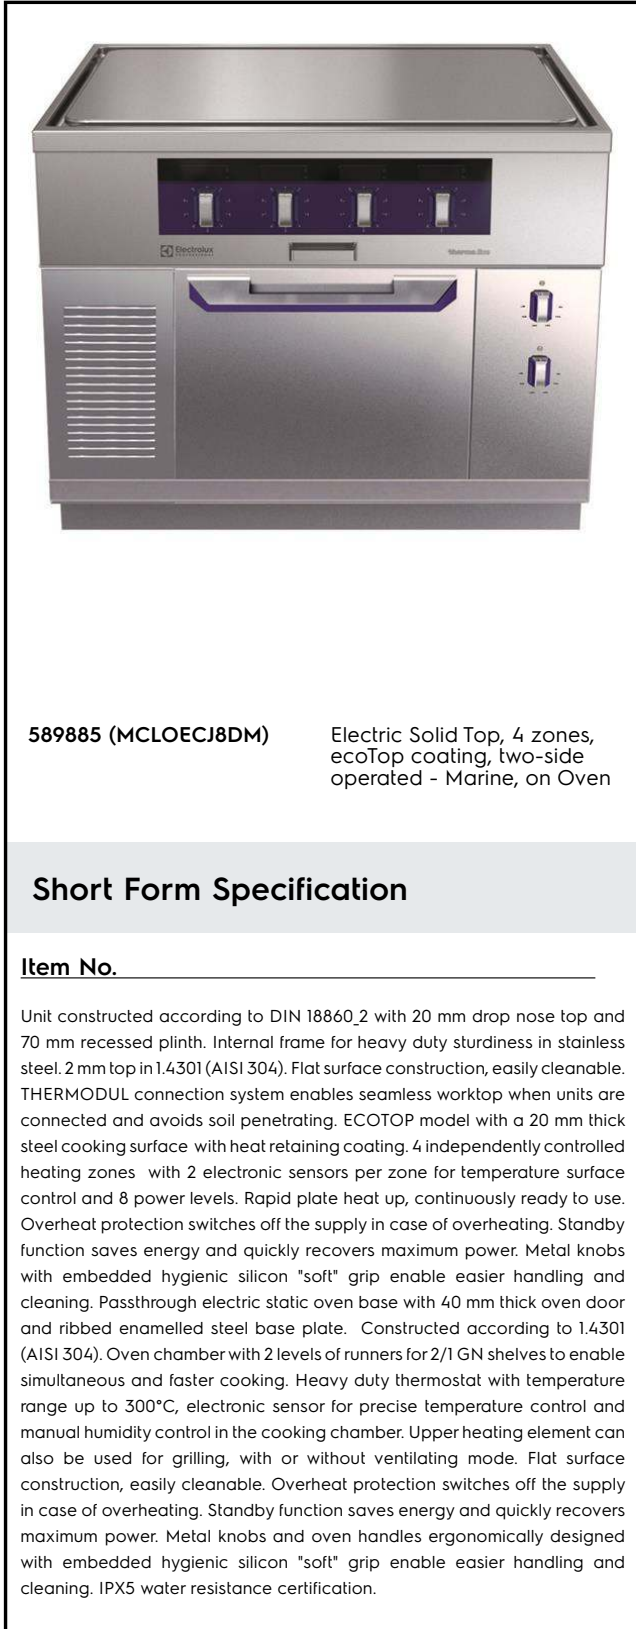 Electrolux
PROFESSIONAL
thermaline
589885 (MCLOECJ8DM)
Electric Solid Top, 4 zones,
ecoTop coating, two-side
operated - Marine, on Oven
Short Form Specification
Item No.
Unit constructed according to DIN 18860_2 with 20 mm drop nose top and
70 mm recessed plinth. Internal frame for heavy duty sturdiness in stainless
steel. 2 mm top in 1.4301 (AISI 304). Flat surface construction, easily cleanable.
THERMODUL connection system enables seamless worktop when units are
connected and avoids soil penetrating. ECOTOP model with a 20 mm thick
steel cooking surface with heat retaining coating. 4 independently controlled
heating zones with 2 electronic sensors per zone for temperature surface
control and 8 power levels. Rapid plate heat up, continuously ready to use.
Overheat protection switches off the supply in case of overheating. Standby
function saves energy and quickly recovers maximum power. Metal knobs
with embedded hygienic silicon "soft" grip enable easier handling and
cleaning. Passthrough electric static oven base with 40 mm thick oven door
and ribbed enamelled steel base plate. Constructed according to 1.4301
(AISI 304). Oven chamber with 2 levels of runners for 2/1 GN shelves to enable
simultaneous and faster cooking. Heavy duty thermostat with temperature
range up to 300°C, electronic sensor for precise temperature control and
manual humidity control in the cooking chamber. Upper heating element can
also be used for grilling, with or without ventilating mode. Flat surface
construction, easily cleanable. Overheat protection switches off the supply
in case of overheating. Standby function saves energy and quickly recovers
maximum power. Metal knobs and oven handles ergonomically designed
with embedded hygienic silicon "soft" grip enable easier handling and
cleaning. IPX5 water resistance certification.